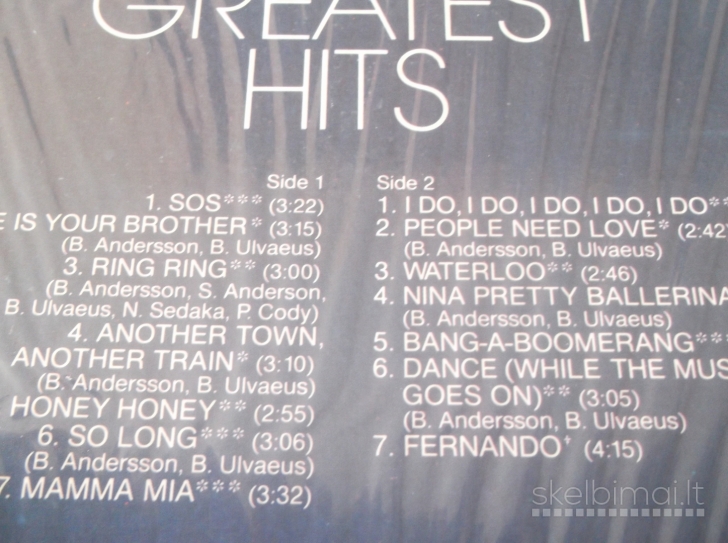 GREATEST
HITS
Side 1
1. SOS*** (3:22)
E IS YOUR BROTHER* (3:15)
(B. Andersson, B. Ulvaeus)
3. RING RING** (3:00)
(B. Andersson, S. Anderson,
B. Ulvaeus, N. Sedaka, P. Cody)
4. ANOTHER TOWN,
ANOTHER TRAIN* (3:10)
(B. Andersson, B. Ulvaeus)
HONEY HONEY** (2:55)
6. SO LONG*** (3:06)
(B. Andersson, B. Ulvaeus)
7. MAMMA MIA*** (3:32)
Side 2
1. I DO, I DO, I DO, I DO, I DO**
2. PEOPLE NEED LOVE* (2:42
(B. Andersson, B. Ulvaeus)
3. WATERLOO** (2:46)
4. NINA PRETTY BALLERINA
(B. Andersson, B. Ulvaeus)
5. BANG-A-BOOMERANG***
6. DANCE (WHILE THE MUS
GOES ON)** (3:05)
(B. Andersson, B. Ulvaeus)
7. FERNANDO† (4:15)
skelbimai.lt